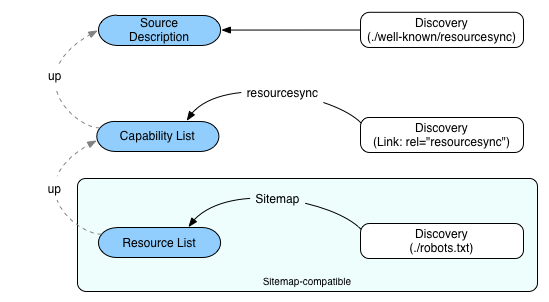 Source
Description
Discovery
(./well-known/resourcesync)
up
resourcesync
Capability List
Discovery
(Link: rel="resourcesync")
up
Sitemap
Resource List
Discovery
(./robots.txt)
Sitemap-compatible